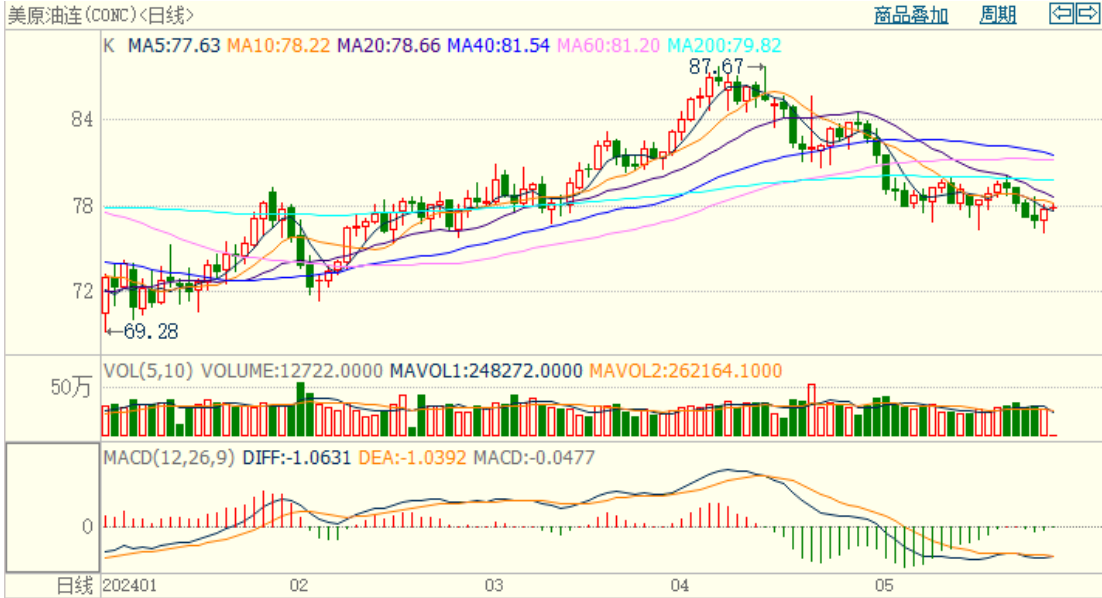 美原油连(CONC)<日线>
商品叠加 周期
K MA5:77.63 MA10:78.22 MA20:78.66 MA40:81.54 MA60:81.20 MA200:79.82
87.67
84
78
72
69.28
VOL(5,10) VOLUME:12722.0000 MAVOL1:248272.0000 MAVOL2:262164.1000
50万
MACD(12,26,9) DIFF:-1.0631 DEA:-1.0392 MACD:-0.0477
0
日线 202401 02 03 04 05